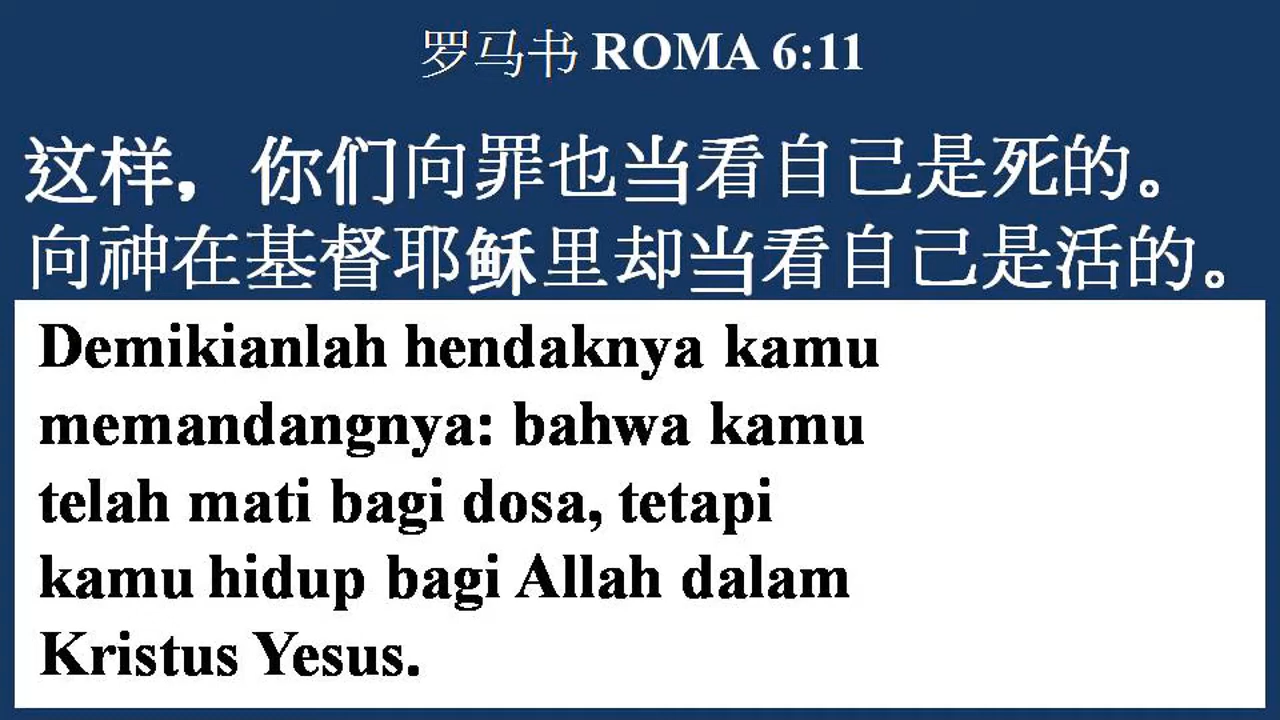 罗马书 ROMA 6:11
这样，你们向罪也当看自己是死的。
向神在基督耶稣里却当看自己是活的。
Demikianlah hendaknya kamu
memandangnya: bahwa kamu
telah mati bagi dosa, tetapi
kamu hidup bagi Allah dalam
Kristus Yesus.